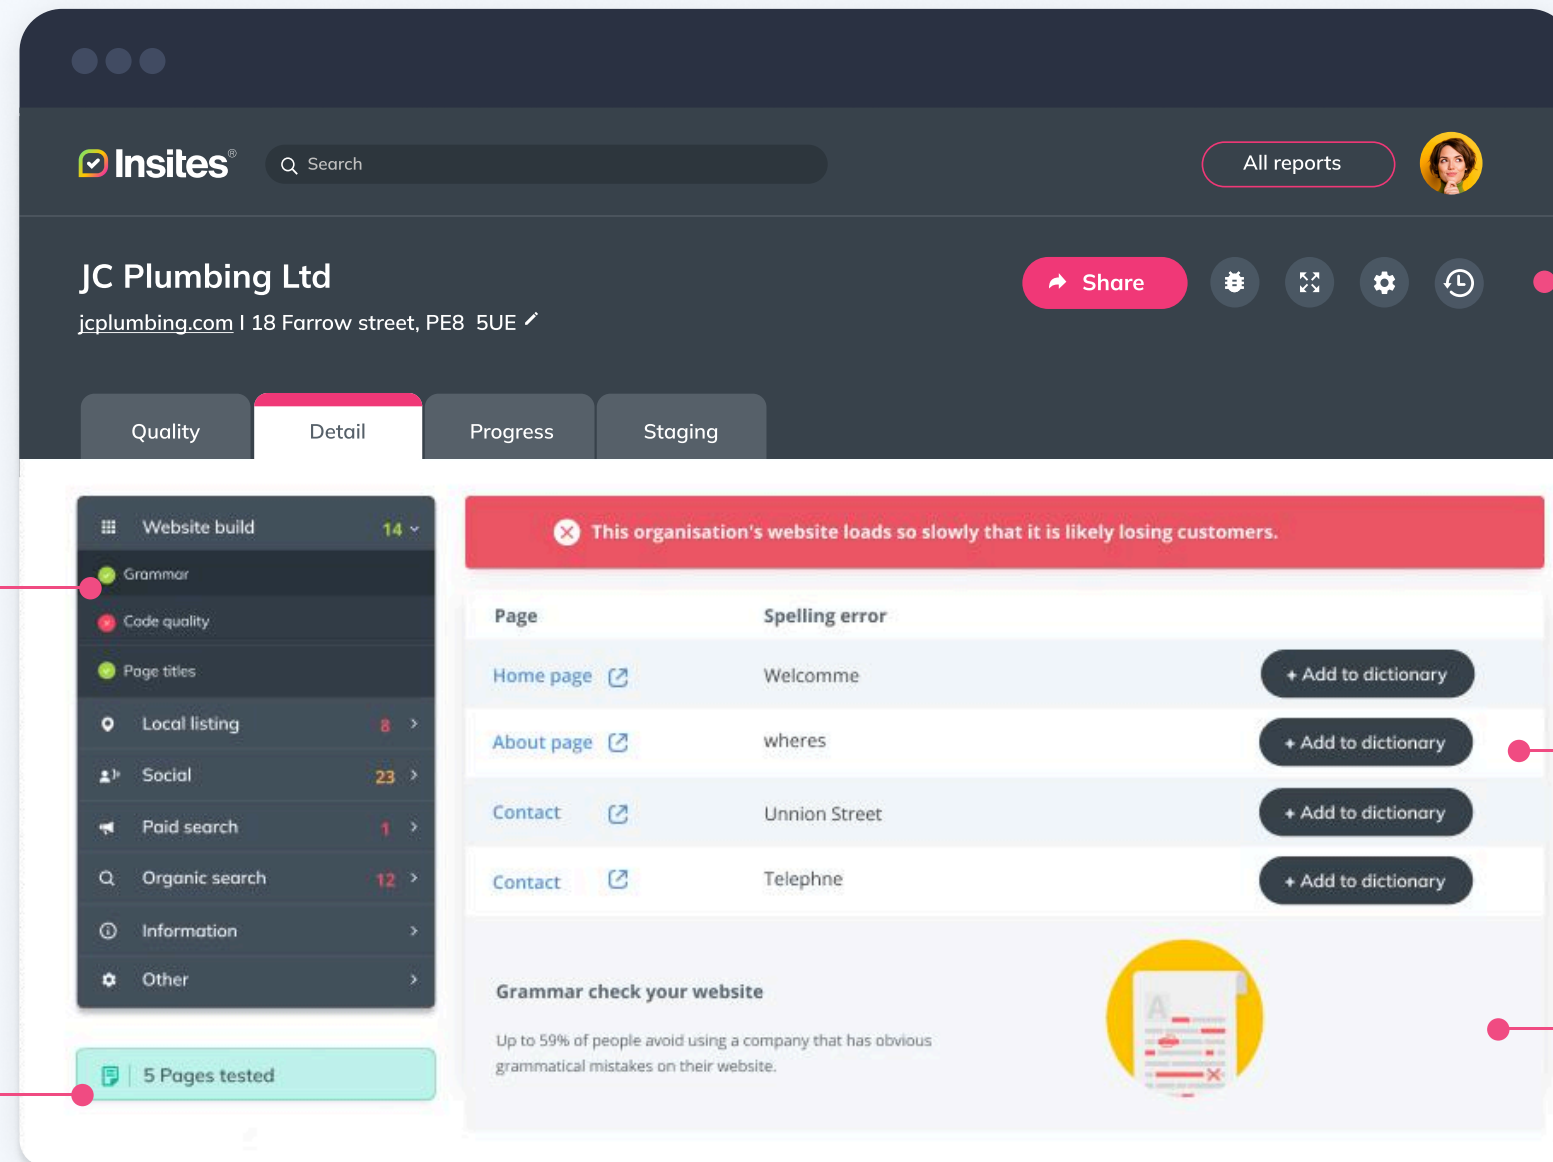 Insites®
Search
All reports
JC Plumbing Ltd
jcplumbing.com I 18 Farrow street, PE8 5UE
Share
Quality
Detail
Progress
Staging
Website build 14
Grammar
Code quality
Page titles
Local listing 8
Social 23
Paid search 1
Organic search 12
Information
Other
5 Pages tested
This organisation's website loads so slowly that it is likely losing customers.
Page Spelling error
Home page Welcomme + Add to dictionary
About page wheres + Add to dictionary
Contact Unnion Street + Add to dictionary
Contact Telephne + Add to dictionary
Grammar check your website
Up to 59% of people avoid using a company that has obvious
grammatical mistakes on their website.
A